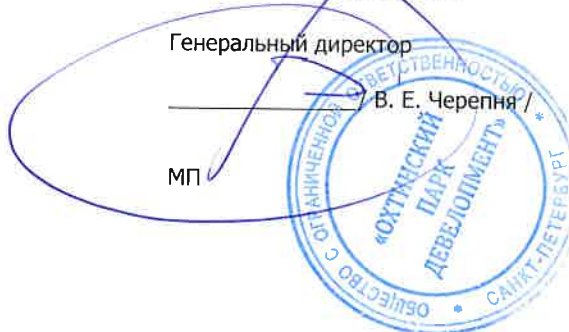 Генеральный директор
/ В. Е. Черепня /
МП
ОБЩЕСТВО С ОГРАНИЧЕННОЙ ОТВЕТСТВЕННОСТЬЮ * САНКТ-ПЕТЕРБУРГ *
«ОХТИНСКИЙ
ПАРК
ДЕВЕЛОПМЕНТ»